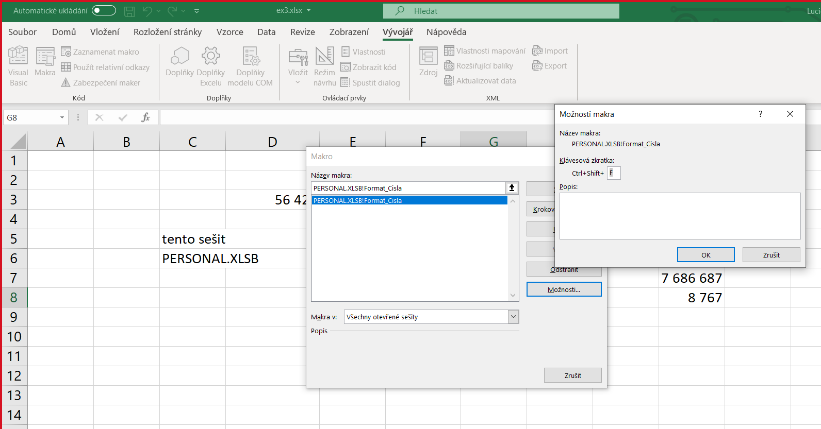 Automatické ukládání
ex3.xlsx
Hledat
Soubor Domů Vložení Rozložení stránky Vzorce Data Revize Zobrazení Vývojář Nápověda
Visual Basic
Makra
Zaznamenat makro
Použít relativní odkazy
Zabezpečení maker
Kód
Doplňky
Doplňky Excelu
Doplňky modelu COM
Doplňky
Vložit
Režim návrhu
Vlastnosti
Zobrazit kód
Spustit dialog
Ovládací prvky
Zdroj
Vlastnosti mapování
Rozšiřující balíky
Aktualizovat data
Import
Export
XML
G8
fx
A B C D E F G
1
2
3 56 42
4
5 tento sešit
6 PERSONAL.XLSB
7 7 686 687
8 8 767
9
10
11
12
13
14
Makro
Název makra:
PERSONAL.XLSB!Format_Cisla
PERSONAL.XLSB!Format_Cisla
Odstranit
Možnosti...
Makra v: Všechny otevřené sešity
Popis
Zrušit
Možnosti makra
? ×
Název makra:
PERSONAL.XLSB!Format_Cisla
Klávesová zkratka:
Ctrl+Shift+ F
Popis:
OK Zrušit